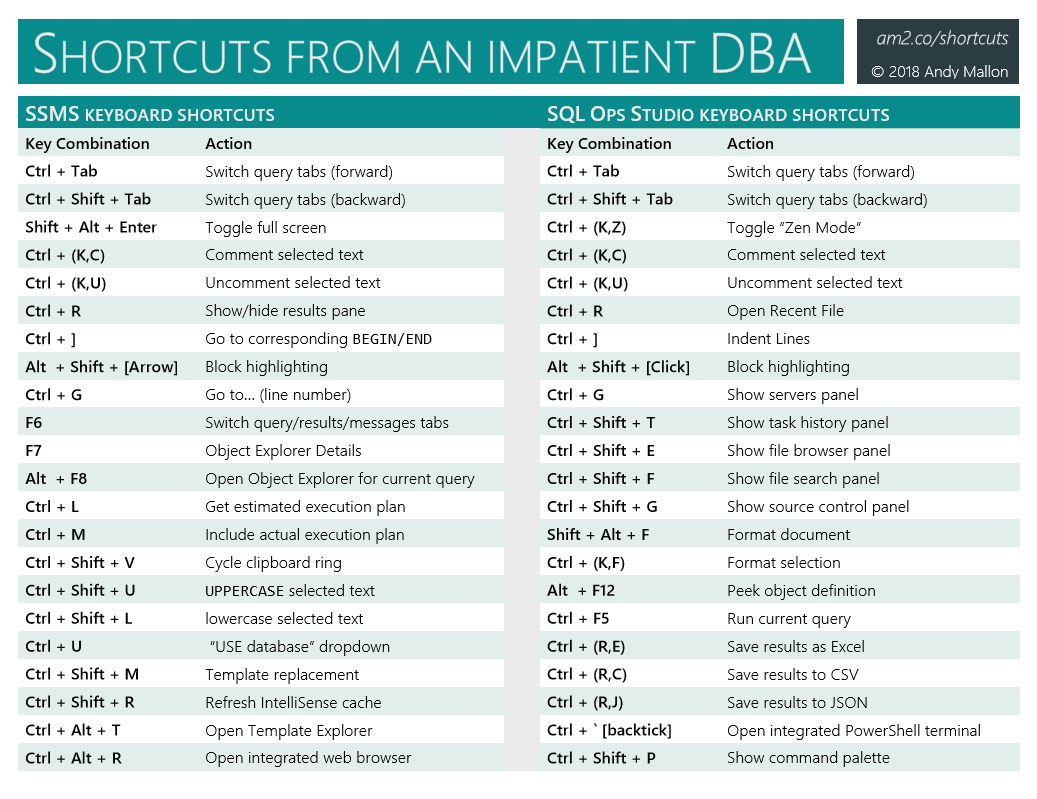 SHORTCUTS FROM AN IMPATIENT DBA
am2.co/shortcuts
© 2018 Andy Mallon
SSMS KEYBOARD SHORTCUTS
Key Combination Action
Ctrl + Tab Switch query tabs (forward)
Ctrl + Shift + Tab Switch query tabs (backward)
Shift + Alt + Enter Toggle full screen
Ctrl + (K,C) Comment selected text
Ctrl + (K,U) Uncomment selected text
Ctrl + R Show/hide results pane
Ctrl + ] Go to corresponding BEGIN/END
Alt + Shift + [Arrow] Block highlighting
Ctrl + G Go to... (line number)
F6 Switch query/results/messages tabs
F7 Object Explorer Details
Alt + F8 Open Object Explorer for current query
Ctrl + L Get estimated execution plan
Ctrl + M Include actual execution plan
Ctrl + Shift + V Cycle clipboard ring
Ctrl + Shift + U UPPERCASE selected text
Ctrl + Shift + L lowercase selected text
Ctrl + U “USE database” dropdown
Ctrl + Shift + M Template replacement
Ctrl + Shift + R Refresh IntelliSense cache
Ctrl + Alt + T Open Template Explorer
Ctrl + Alt + R Open integrated web browser
SQL OPS STUDIO KEYBOARD SHORTCUTS
Key Combination Action
Ctrl + Tab Switch query tabs (forward)
Ctrl + Shift + Tab Switch query tabs (backward)
Ctrl + (K,Z) Toggle “Zen Mode”
Ctrl + (K,C) Comment selected text
Ctrl + (K,U) Uncomment selected text
Ctrl + R Open Recent File
Ctrl + ] Indent Lines
Alt + Shift + [Click] Block highlighting
Ctrl + G Show servers panel
Ctrl + Shift + T Show task history panel
Ctrl + Shift + E Show file browser panel
Ctrl + Shift + F Show file search panel
Ctrl + Shift + G Show source control panel
Shift + Alt + F Format document
Ctrl + (K,F) Format selection
Alt + F12 Peek object definition
Ctrl + F5 Run current query
Ctrl + (R,E) Save results as Excel
Ctrl + (R,C) Save results to CSV
Ctrl + (R,J) Save results to JSON
Ctrl + ` [backtick] Open integrated PowerShell terminal
Ctrl + Shift + P Show command palette